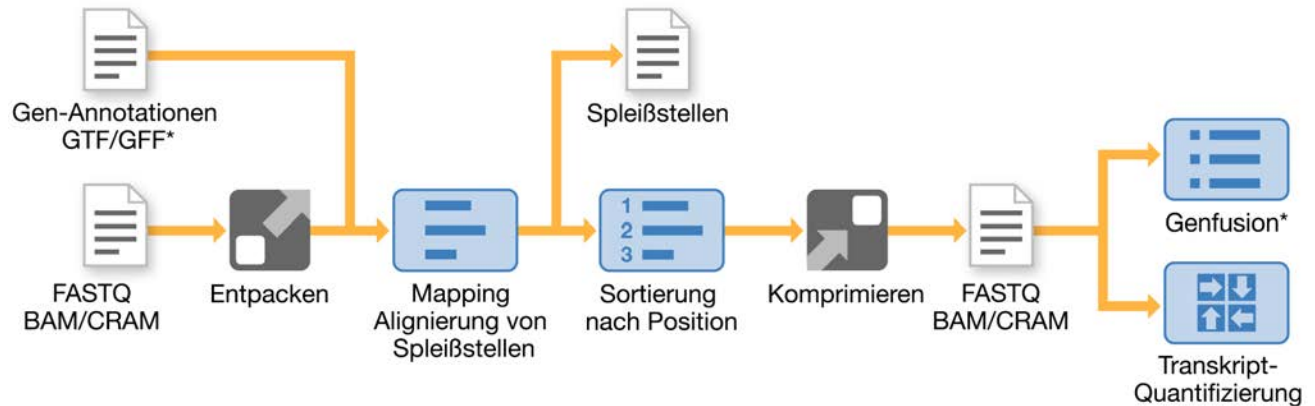 Gen-Annotationen
GTF/GFF*
Spleißstellen
FASTQ
BAM/CRAM
Entpacken
Mapping
Alignierung von
Spleißstellen
1
2
3
Sortierung
nach Position
Komprimieren
FASTQ
BAM/CRAM
Genfusion*
Transkript-
Quantifizierung